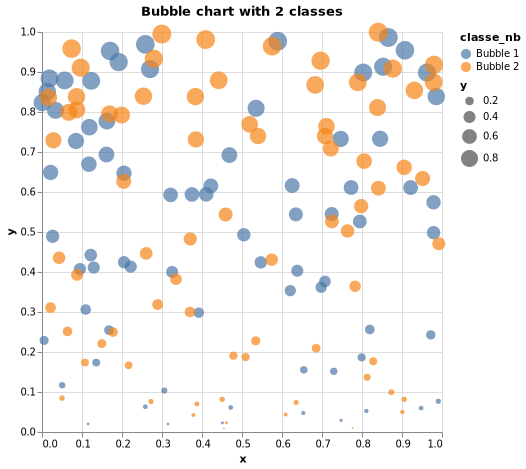 Bubble chart with 2 classes
1.0
0.9
0.8
0.7
0.6
0.5
0.4
0.3
0.2
0.1
0.0
y
0.0 0.1 0.2 0.3 0.4 0.5 0.6 0.7 0.8 0.9 1.0
x
classe_nb
Bubble 1
Bubble 2
y
0.2
0.4
0.6
0.8